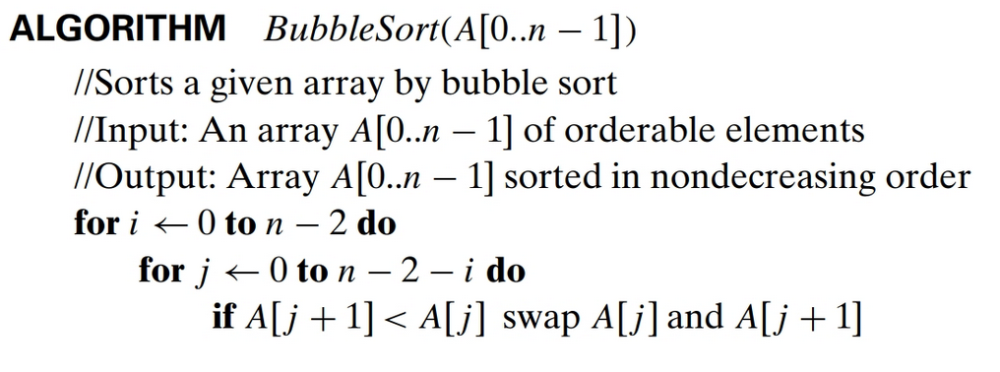 ALGORITHM BubbleSort(A[0..n − 1])
//Sorts a given array by bubble sort
//Input: An array A[0..n − 1] of orderable elements
//Output: Array A[0..n − 1] sorted in nondecreasing order
for i ← 0 to n − 2 do
for j ← 0 to n − 2 − i do
if A[j + 1] < A[j] swap A[j] and A[j + 1]